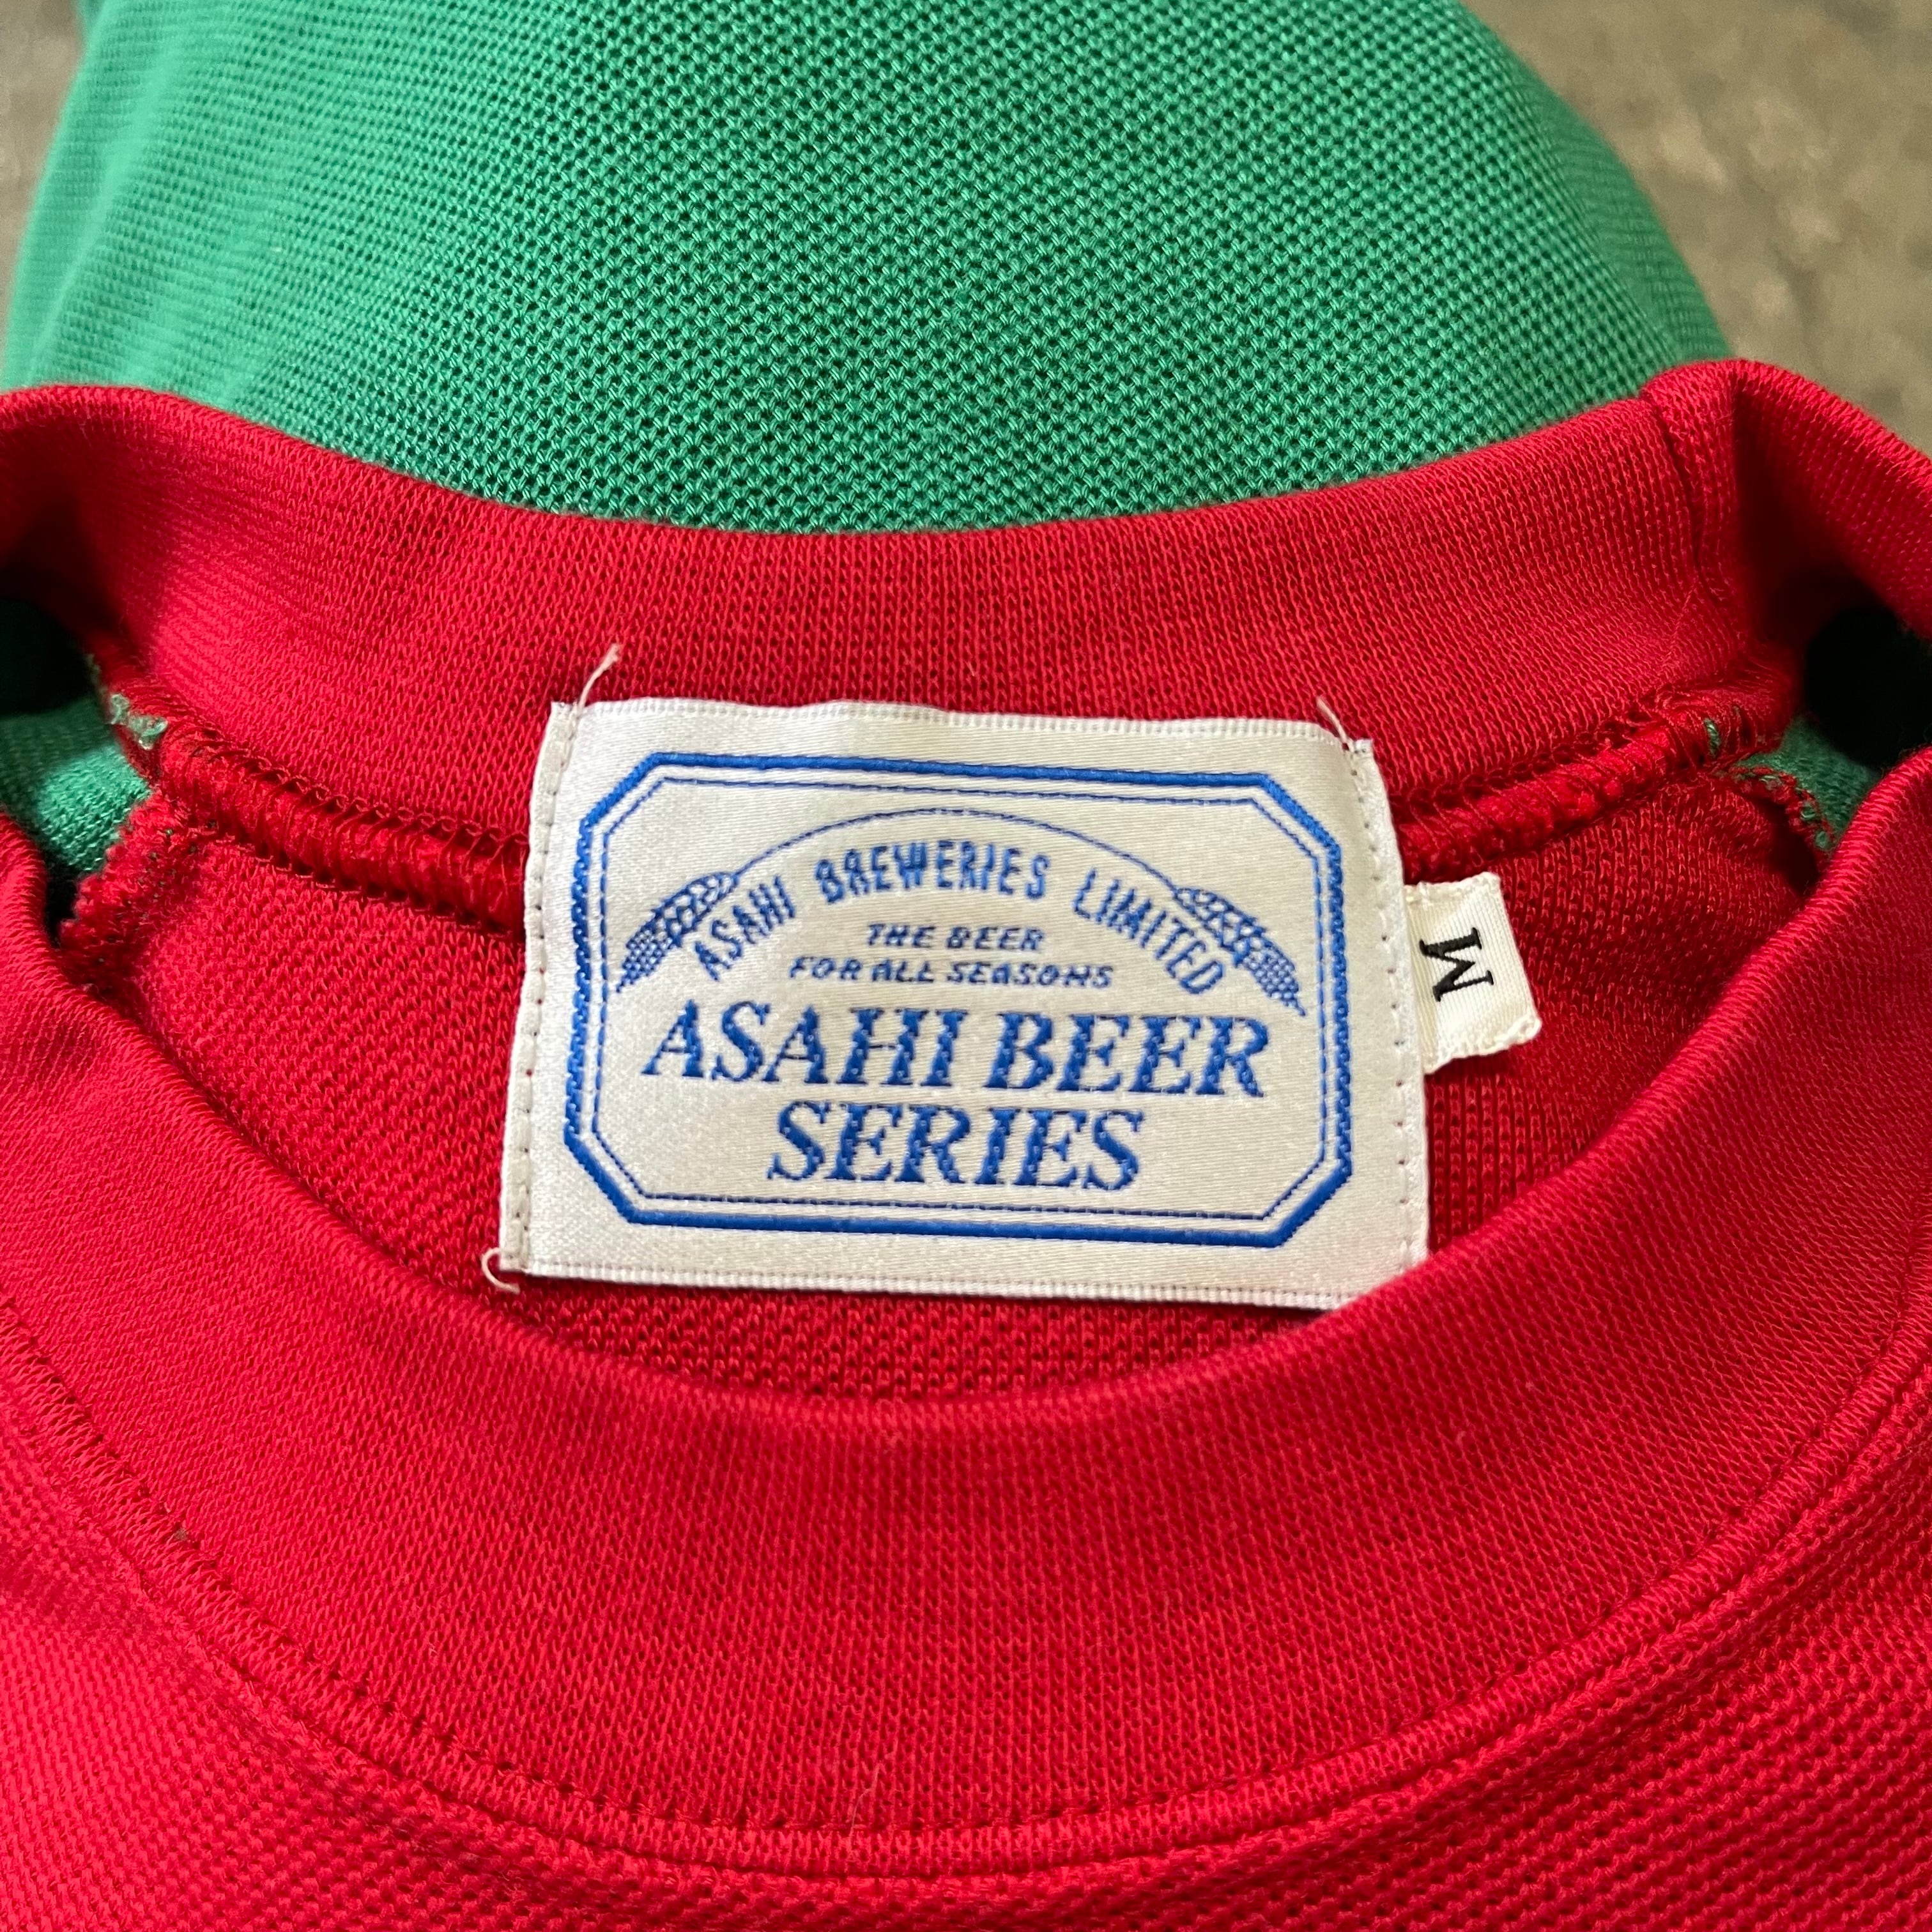 ASAHI BREWERIES LIMITED
THE BEER
FOR ALL SEASONS
ASAHI BEER
SERIES
M